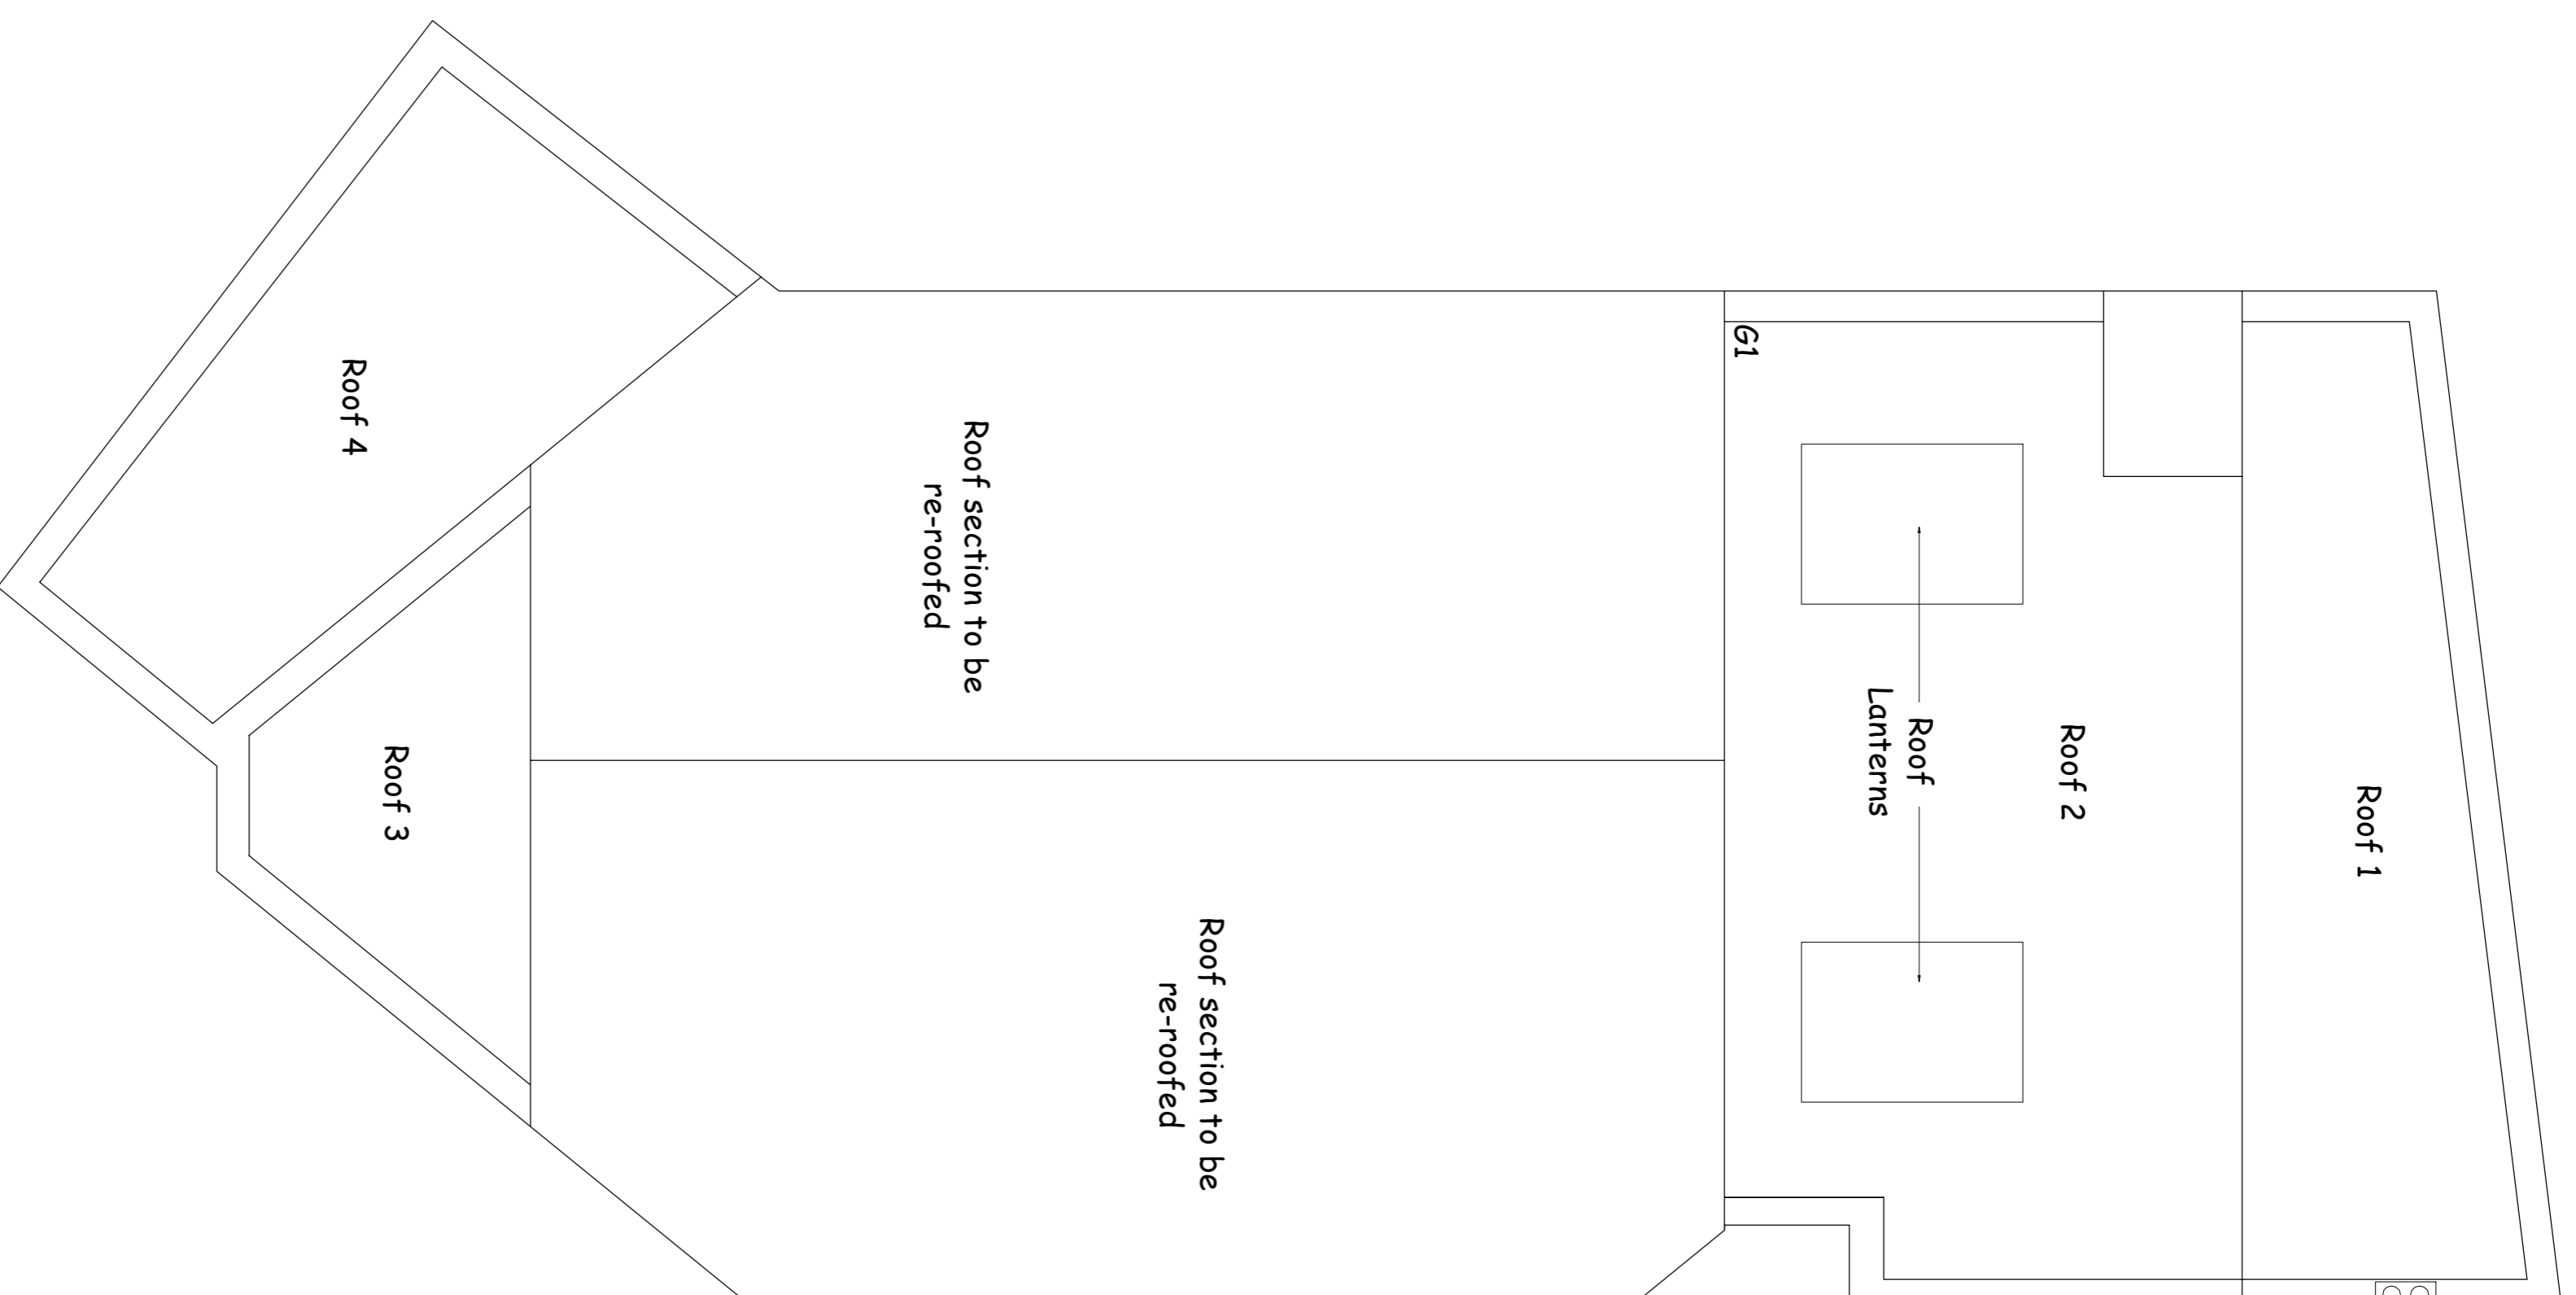 Roof 1
Roof 2
Roof
Lanterns
G1
Roof section to be
re-roofed
Roof section to be
re-roofed
Roof 3
Roof 4